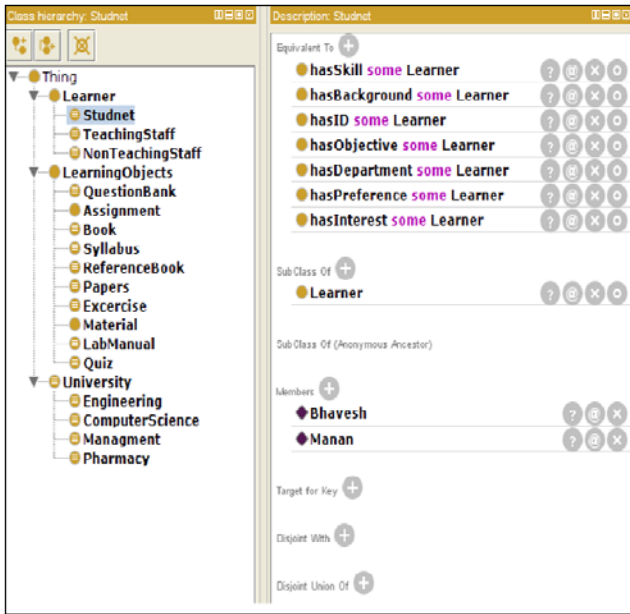 Class hierarchy: Studnet
Thing
Learner
Studnet
TeachingStaff
NonTeachingStaff
LearningObjects
QuestionBank
Assignment
Book
Syllabus
ReferenceBook
Papers
Excercise
Material
LabManual
Quiz
University
Engineering
ComputerScience
Managment
Pharmacy
Description: Studnet
Equivalent To
hasSkill some Learner
hasBackground some Learner
hasID some Learner
hasObjective some Learner
hasDepartment some Learner
hasPreference some Learner
hasInterest some Learner
SubClass Of
Learner
SubClass Of (Anonymous Ancestor)
Members
Bhavesh
Manan
Target for Key
Disjoint With
Disjoint Union Of